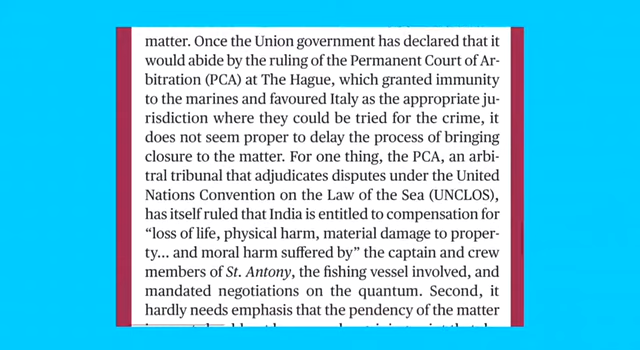 matter. Once the Union government has declared that it
would abide by the ruling of the Permanent Court of Ar-
bitration (PCA) at The Hague, which granted immunity
to the marines and favoured Italy as the appropriate ju-
risdiction where they could be tried for the crime, it
does not seem proper to delay the process of bringing
closure to the matter. For one thing, the PCA, an arbi-
tral tribunal that adjudicates disputes under the United
Nations Convention on the Law of the Sea (UNCLOS),
has itself ruled that India is entitled to compensation for
“loss of life, physical harm, material damage to proper-
ty... and moral harm suffered by” the captain and crew
members of St. Antony, the fishing vessel involved, and
mandated negotiations on the quantum. Second, it
hardly needs emphasis that the pendency of the matter